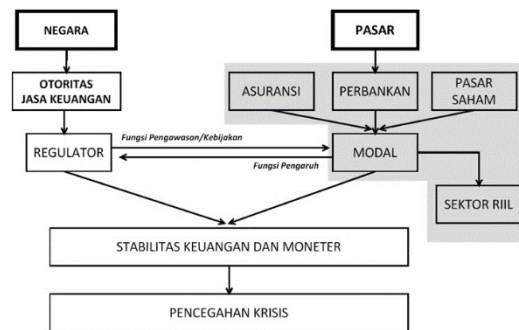 NEGARA
PASAR
OTORITAS
JASA KEUANGAN
ASURANSI
PERBANKAN
PASAR
SAHAM
REGULATOR
Fungsi Pengawasan/Kebijakan
Fungsi Pengaruh
MODAL
SEKTOR RIIL
STABILITAS KEUANGAN DAN MONETER
PENCEGAHAN KRISIS